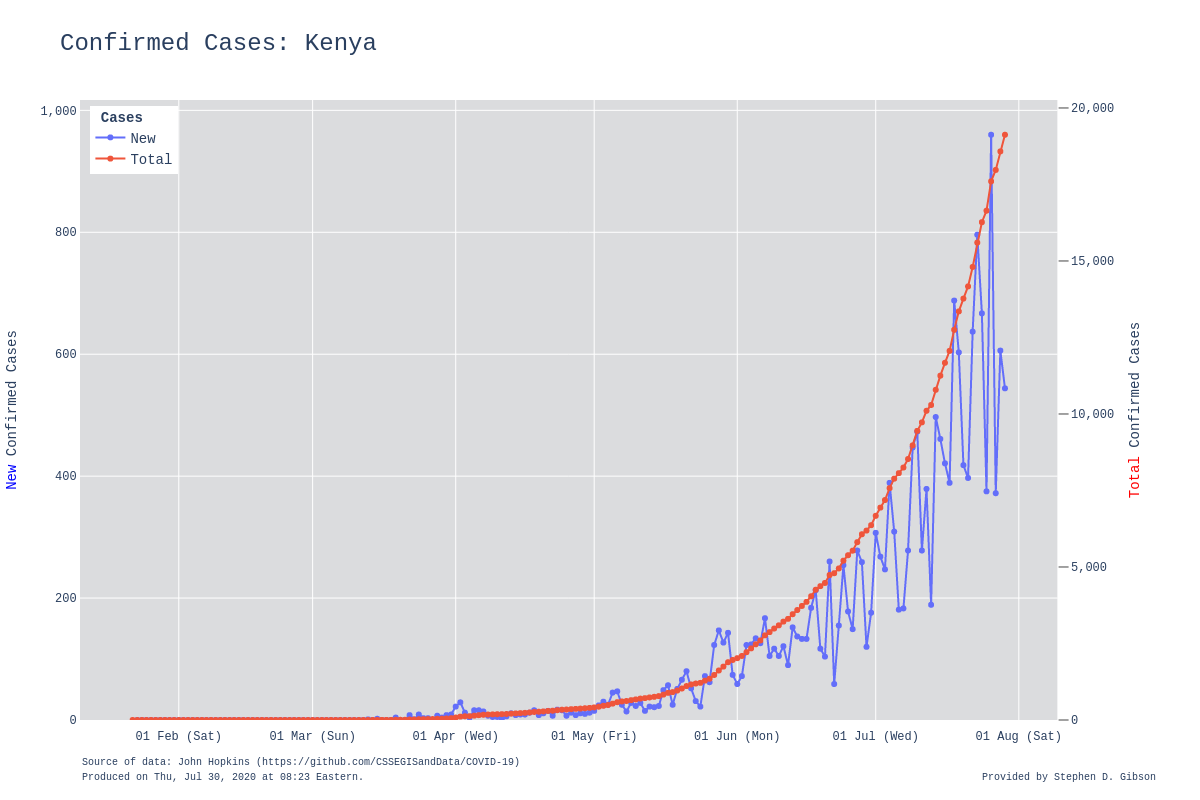 Confirmed Cases: Kenya
Cases
New
Total
1,000
800
600
400
200
0
20,000
15,000
10,000
5,000
0
New Confirmed Cases
Total Confirmed Cases
01 Feb (Sat) 01 Mar (Sun) 01 Apr (Wed) 01 May (Fri) 01 Jun (Mon) 01 Jul (Wed) 01 Aug (Sat)
Source of data: John Hopkins (https://github.com/CSSEGISandData/COVID-19)
Produced on Thu, Jul 30, 2020 at 08:23 Eastern.
Provided by Stephen D. Gibson